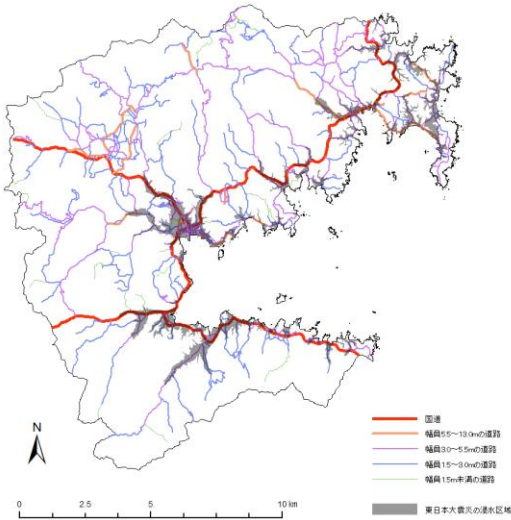 国道
幅員5.5～13.0mの道路
幅員3.0～5.5mの道路
幅員1.5～3.0mの道路
幅員1.5m未満の道路
東日本大震災の浸水区域
N
0 2.5 5 10 km